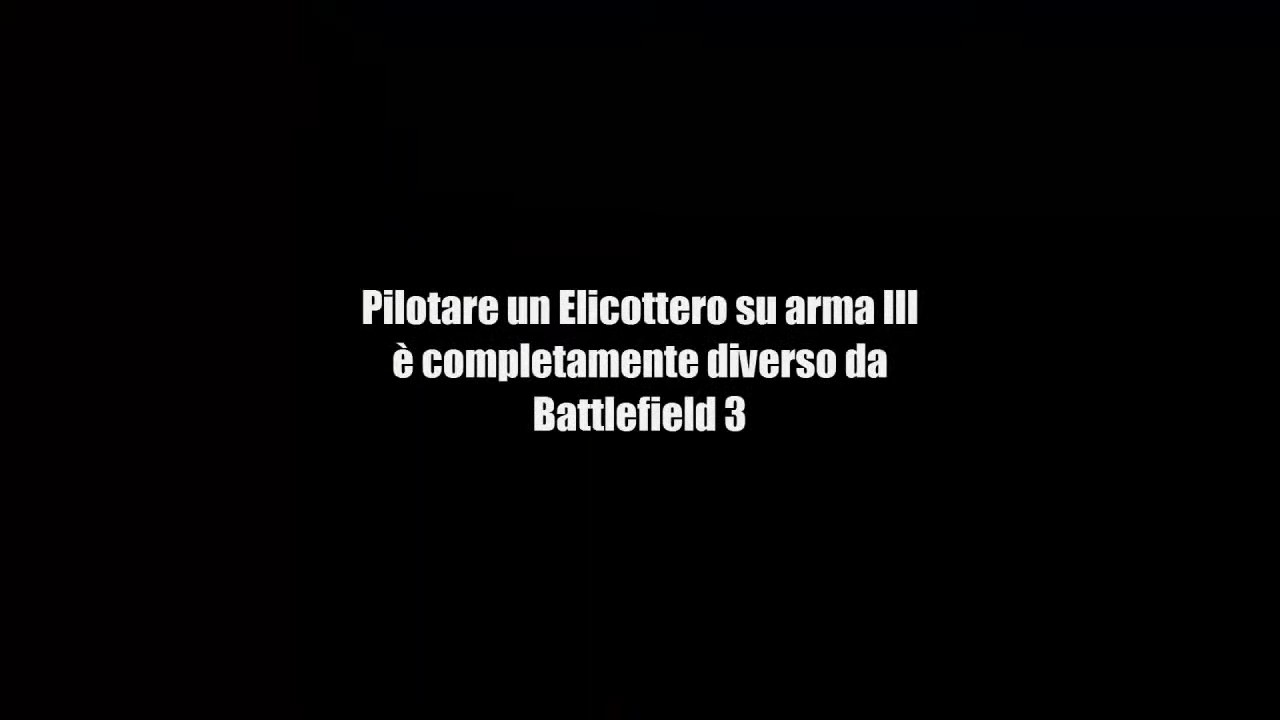 Pilotare un Elicottero su arma III
è completamente diverso da
Battlefield 3